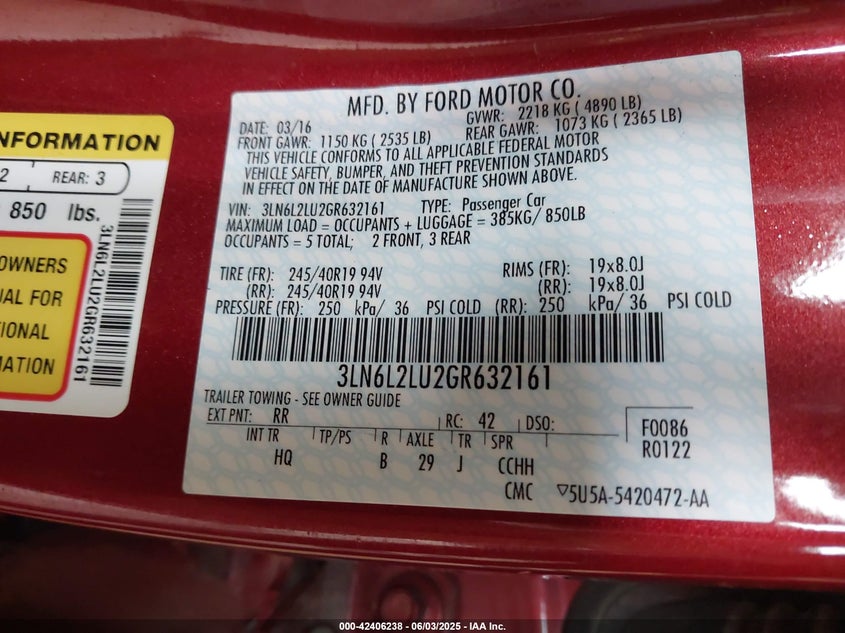 NFORMATION
2 REAR: 3
850 lbs.
OWNERS
UAL FOR
TIONAL
MATION
3LN6L2LU2GR632161
MFD. BY FORD MOTOR CO.
DATE: 03/16 GVWR: 2218 KG ( 4890 LB)
FRONT GAWR: 1150 KG ( 2535 LB) REAR GAWR: 1073 KG ( 2365 LB)
THIS VEHICLE CONFORMS TO ALL APPLICABLE FEDERAL MOTOR
VEHICLE SAFETY, BUMPER, AND THEFT PREVENTION STANDARDS
IN EFFECT ON THE DATE OF MANUFACTURE SHOWN ABOVE.
VIN: 3LN6L2LU2GR632161 TYPE: Passenger Car
MAXIMUM LOAD = OCCUPANTS + LUGGAGE = 385KG/ 850LB
OCCUPANTS = 5 TOTAL; 2 FRONT, 3 REAR
TIRE (FR): 245/40R19 94V RIMS (FR): 19x8.0J
(RR): 245/40R19 94V (RR): 19x8.0J
PRESSURE (FR): 250 kPa/ 36 PSI COLD (RR): 250 kPa/ 36 PSI COLD
3LN6L2LU2GR632161
TRAILER TOWING - SEE OWNER GUIDE
EXT PNT: RR RC: 42 DSO:
INT TR TP/PS R AXLE TR SPR
HQ B 29 J CCHH
F0086
R0122
CMC ▽5U5A-5420472-AA
000-42406238 - 06/03/2025 - IAA Inc.